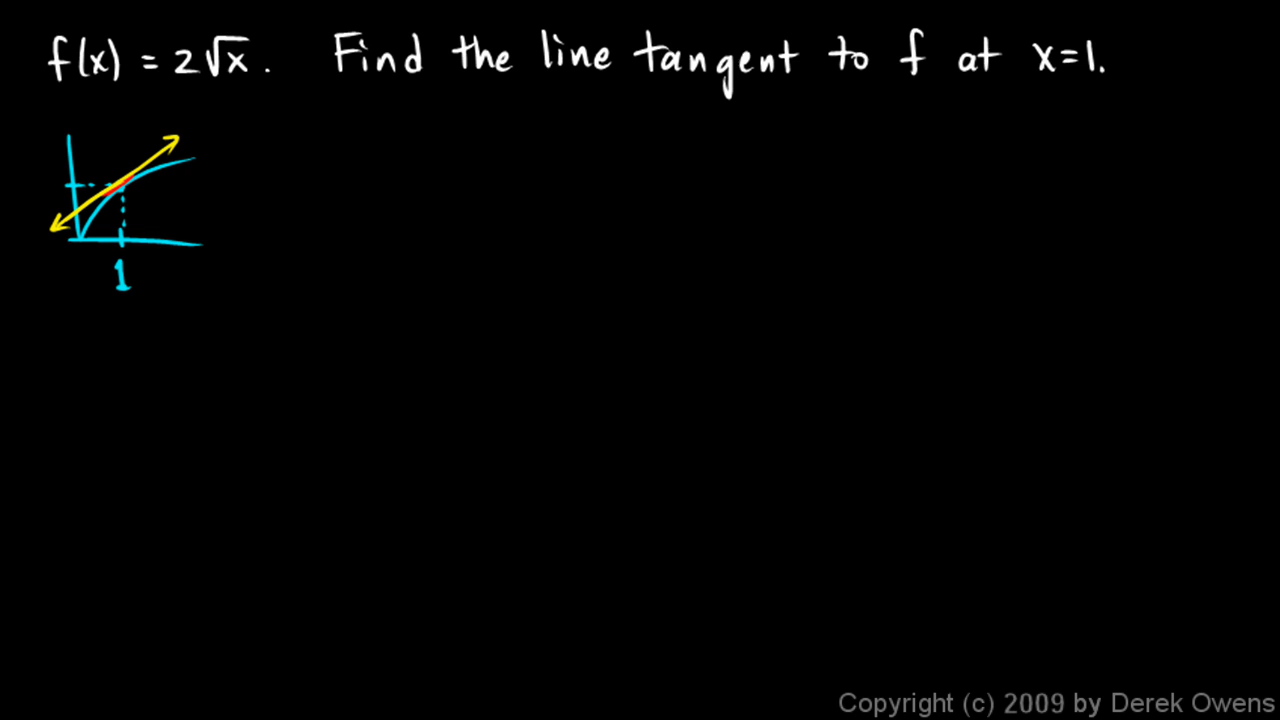 f(x) = 2√x. Find the line tangent to f at x=1.
1
Copyright (c) 2009 by Derek Owens